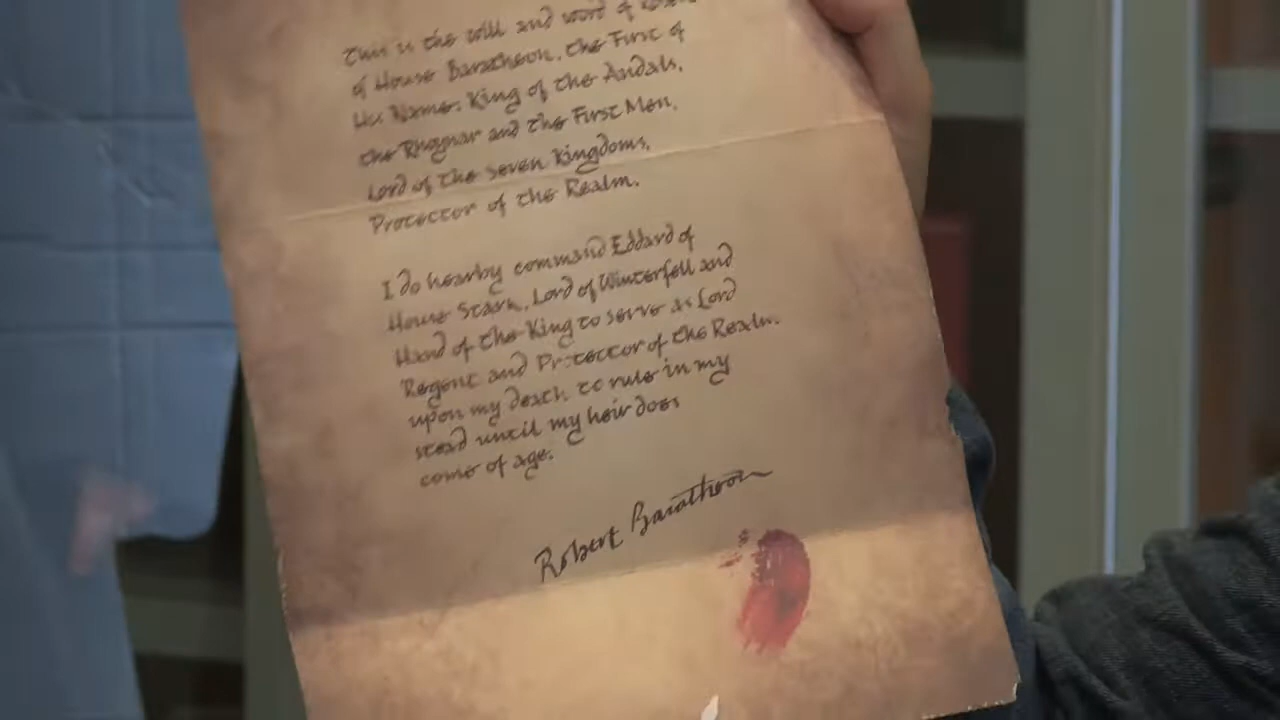 This is the will and word of Robert
of House Baratheon, the First of
His Name, King of the Andals,
the Rhoynar and the First Men,
Lord of the Seven Kingdoms,
Protector of the Realm.
I do hearby command Eddard of
House Stark, Lord of Winterfell and
Hand of the King to serve as Lord
Regent and Protector of the Realm.
upon my death to rule in my
stead until my heir does
come of age.
Robert Baratheon